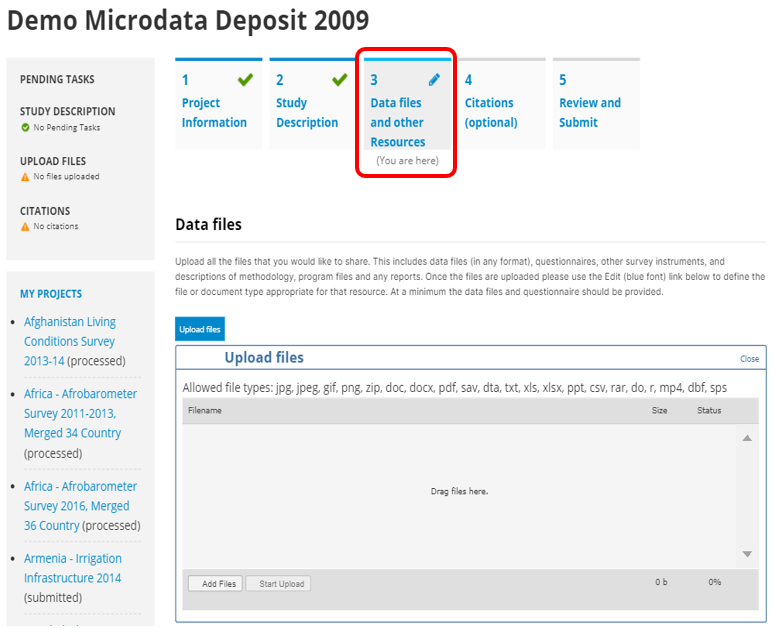 Demo Microdata Deposit 2009
PENDING TASKS
STUDY DESCRIPTION
No Pending Tasks
UPLOAD FILES
No files uploaded
CITATIONS
No citations
MY PROJECTS
Afghanistan Living
Conditions Survey
2013-14 (processed)
Africa - Afrobarometer
Survey 2011-2013,
Merged 34 Country
(processed)
Africa - Afrobarometer
Survey 2016, Merged
36 Country (processed)
Armenia - Irrigation
Infrastructure 2014
(submitted)
1
Project
Information
2
Study
Description
3
Data files
and other
Resources
(You are here)
4
Citations
(optional)
5
Review and
Submit
Data files
Upload all the files that you would like to share. This includes data files (in any format), questionnaires, other survey instruments, and
descriptions of methodology, program files and any reports. Once the files are uploaded please use the Edit (blue font) link below to define the
file or document type appropriate for that resource. At a minimum the data files and questionnaire should be provided.
Upload files
Upload files Close
Allowed file types: jpg, jpeg, gif, png, zip, doc, docx, pdf, sav, dta, txt, xls, xlsx, ppt, csv, rar, do, r, mp4, dbf, sps
Filename Size Status
Drag files here.
Add Files Start Upload 0 b 0%